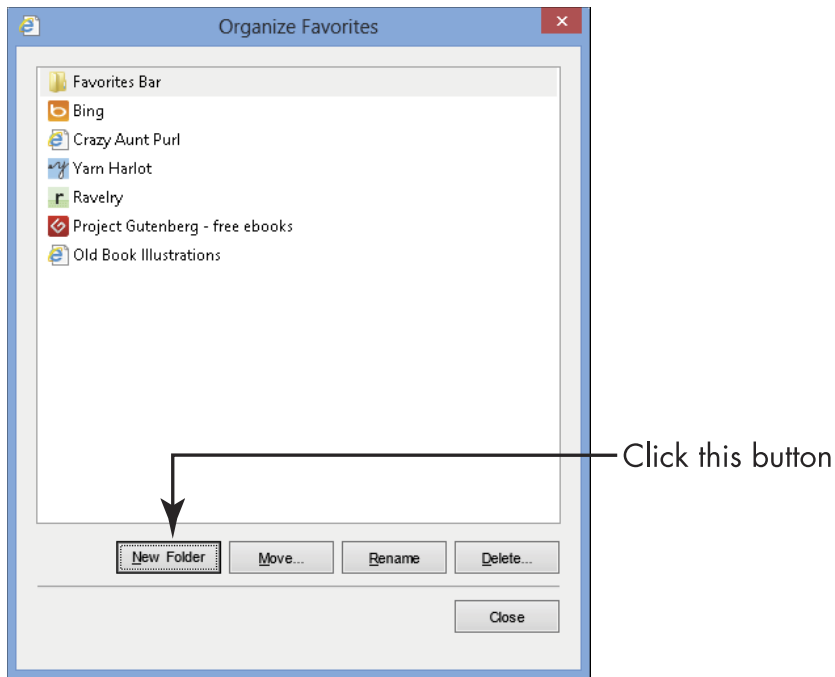 Organize Favorites
Favorites Bar
Bing
Crazy Aunt Purl
Yarn Harlot
Ravelry
Project Gutenberg - free ebooks
Old Book Illustrations
Click this button
New Folder Move... Rename Delete...
Close